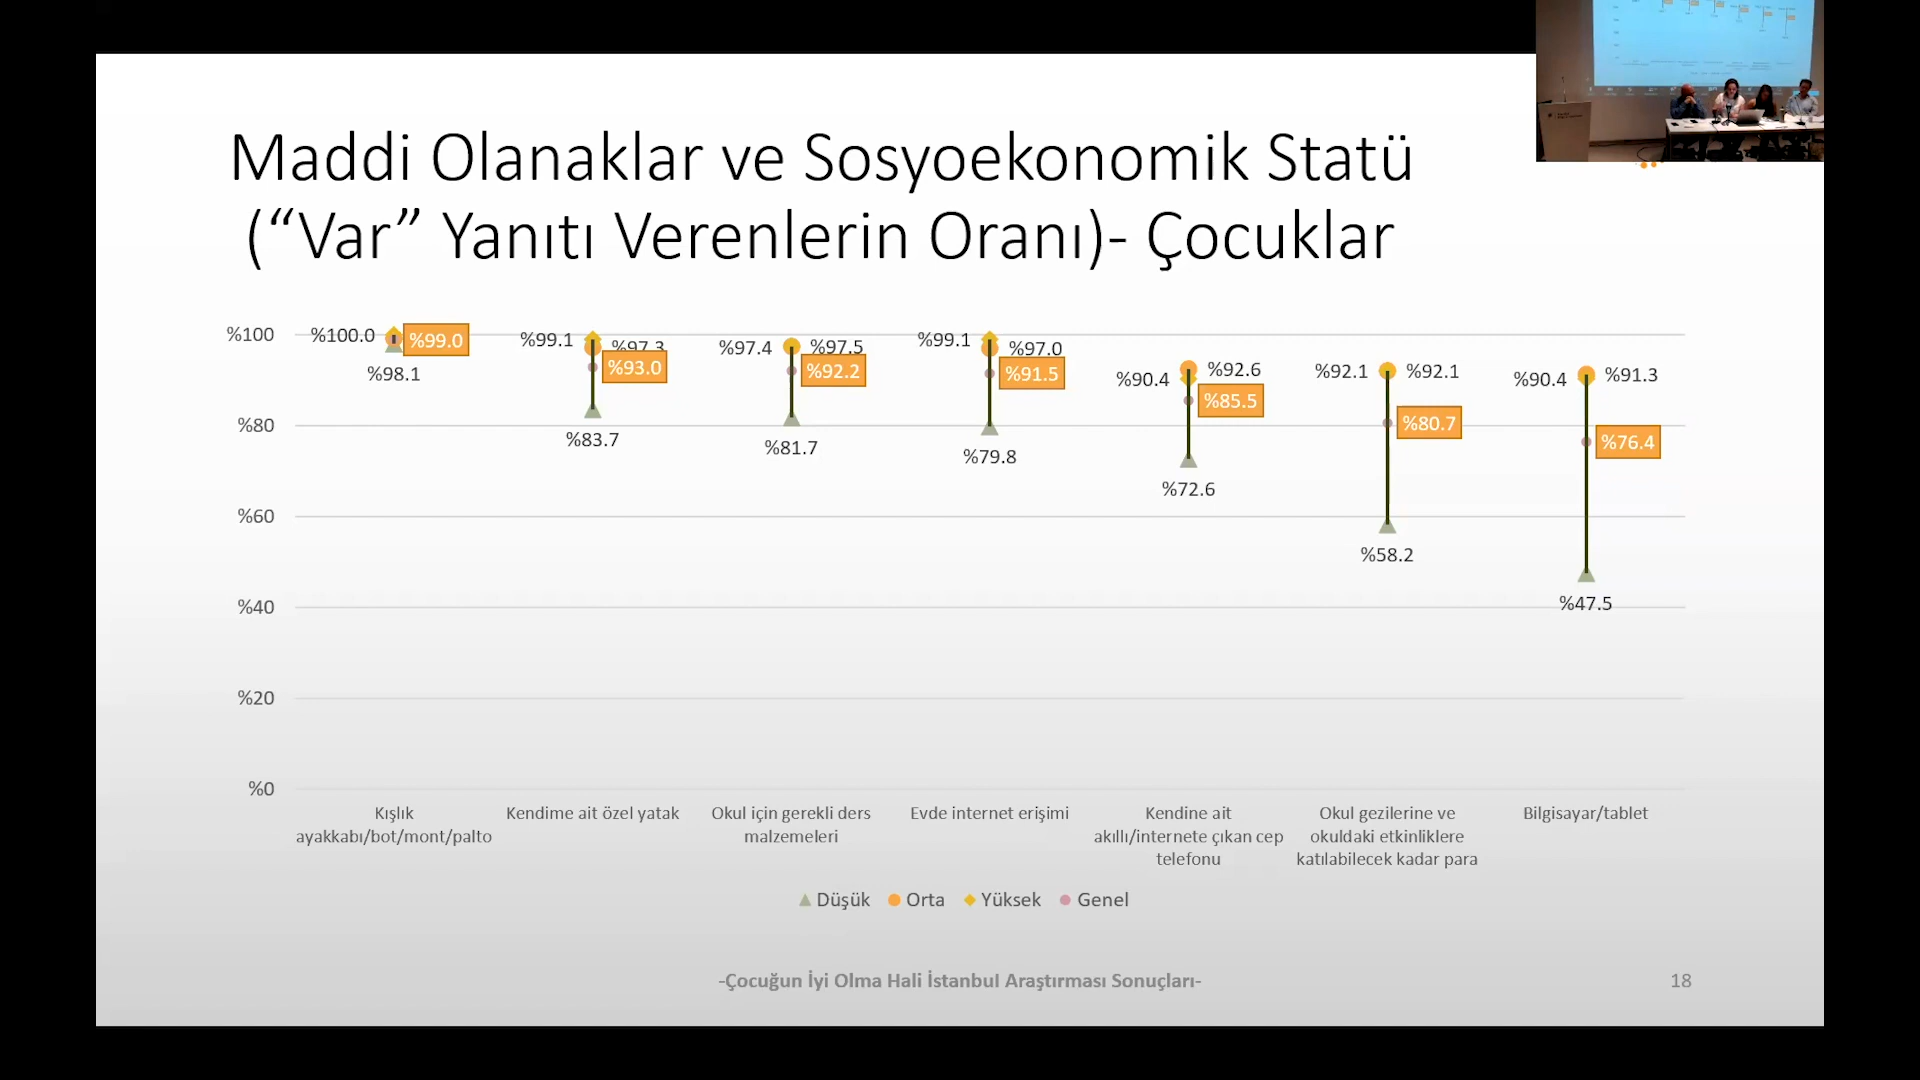 Maddi Olanaklar ve Sosyoekonomik Statü
(“Var” Yanıtı Verenlerin Oranı)- Çocuklar
%100
%80
%60
%40
%20
%0
%100.0
%99.0
%98.1
%99.1
%97.3
%93.0
%83.7
%97.4
%97.5
%92.2
%81.7
%99.1
%97.0
%91.5
%79.8
%90.4
%92.6
%85.5
%72.6
%92.1
%92.1
%80.7
%58.2
%90.4
%91.3
%76.4
%47.5
Kışlık
ayakkabı/bot/mont/palto
Kendime ait özel yatak
Okul için gerekli ders
malzemeleri
Evde internet erişimi
Kendine ait
akıllı/internete çıkan cep
telefonu
Okul gezilerine ve
okuldaki etkinliklere
katılabilecek kadar para
Bilgisayar/tablet
Düşük
Orta
Yüksek
Genel
-Çocuğun İyi Olma Hali İstanbul Araştırması Sonuçları-
18